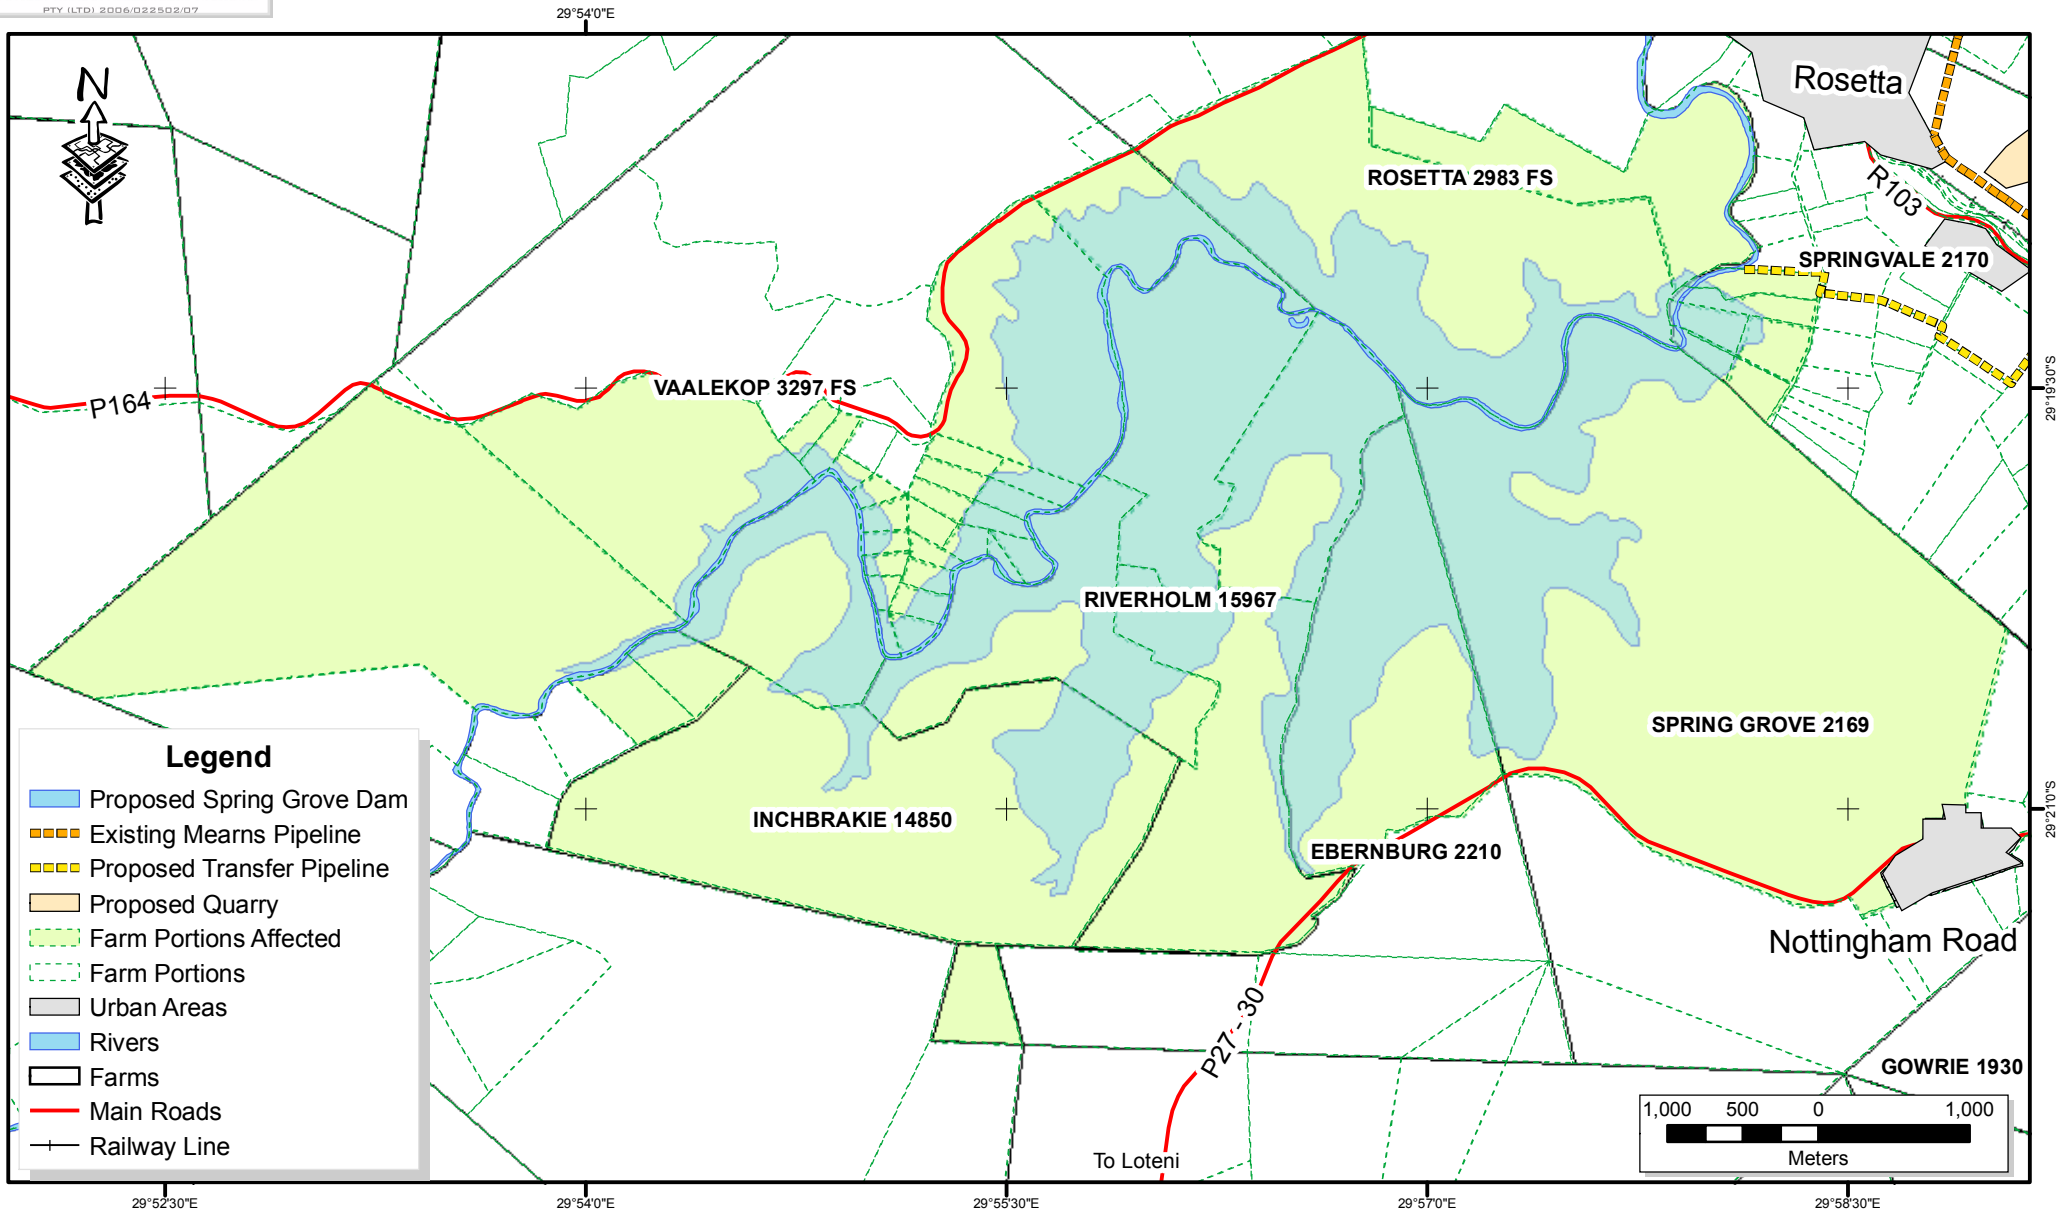 PTY (LTD) 2006/022502/07
29°54'0"E
N
Rosetta
ROSETTA 2983 FS
R103
SPRINGVALE 2170
VAALEKOP 3297 FS
P164
29°19'30"S
RIVERHOLM 15967
SPRING GROVE 2169
INCHBRAKIE 14850
EBERNBURG 2210
29°21'0"S
Nottingham Road
P27 - 30
GOWRIE 1930
To Loteni
Legend
Proposed Spring Grove Dam
Existing Mearns Pipeline
Proposed Transfer Pipeline
Proposed Quarry
Farm Portions Affected
Farm Portions
Urban Areas
Rivers
Farms
Main Roads
Railway Line
1,000 500 0 1,000
Meters
29°52'30"E 29°54'0"E 29°55'30"E 29°57'0"E 29°58'30"E